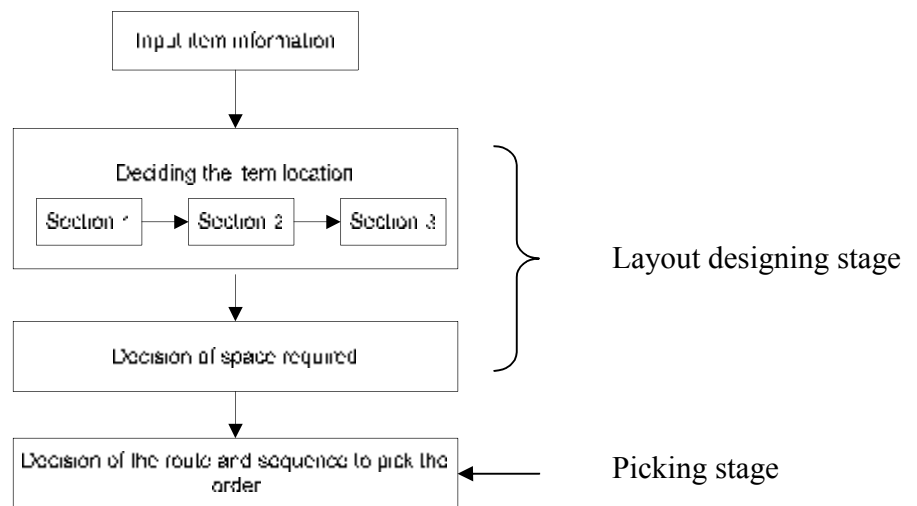 Input item information
Deciding the item location
Section 1
Section 2
Section 3
Layout designing stage
Decision of space required
Decision of the route and sequence to pick the
order
Picking stage